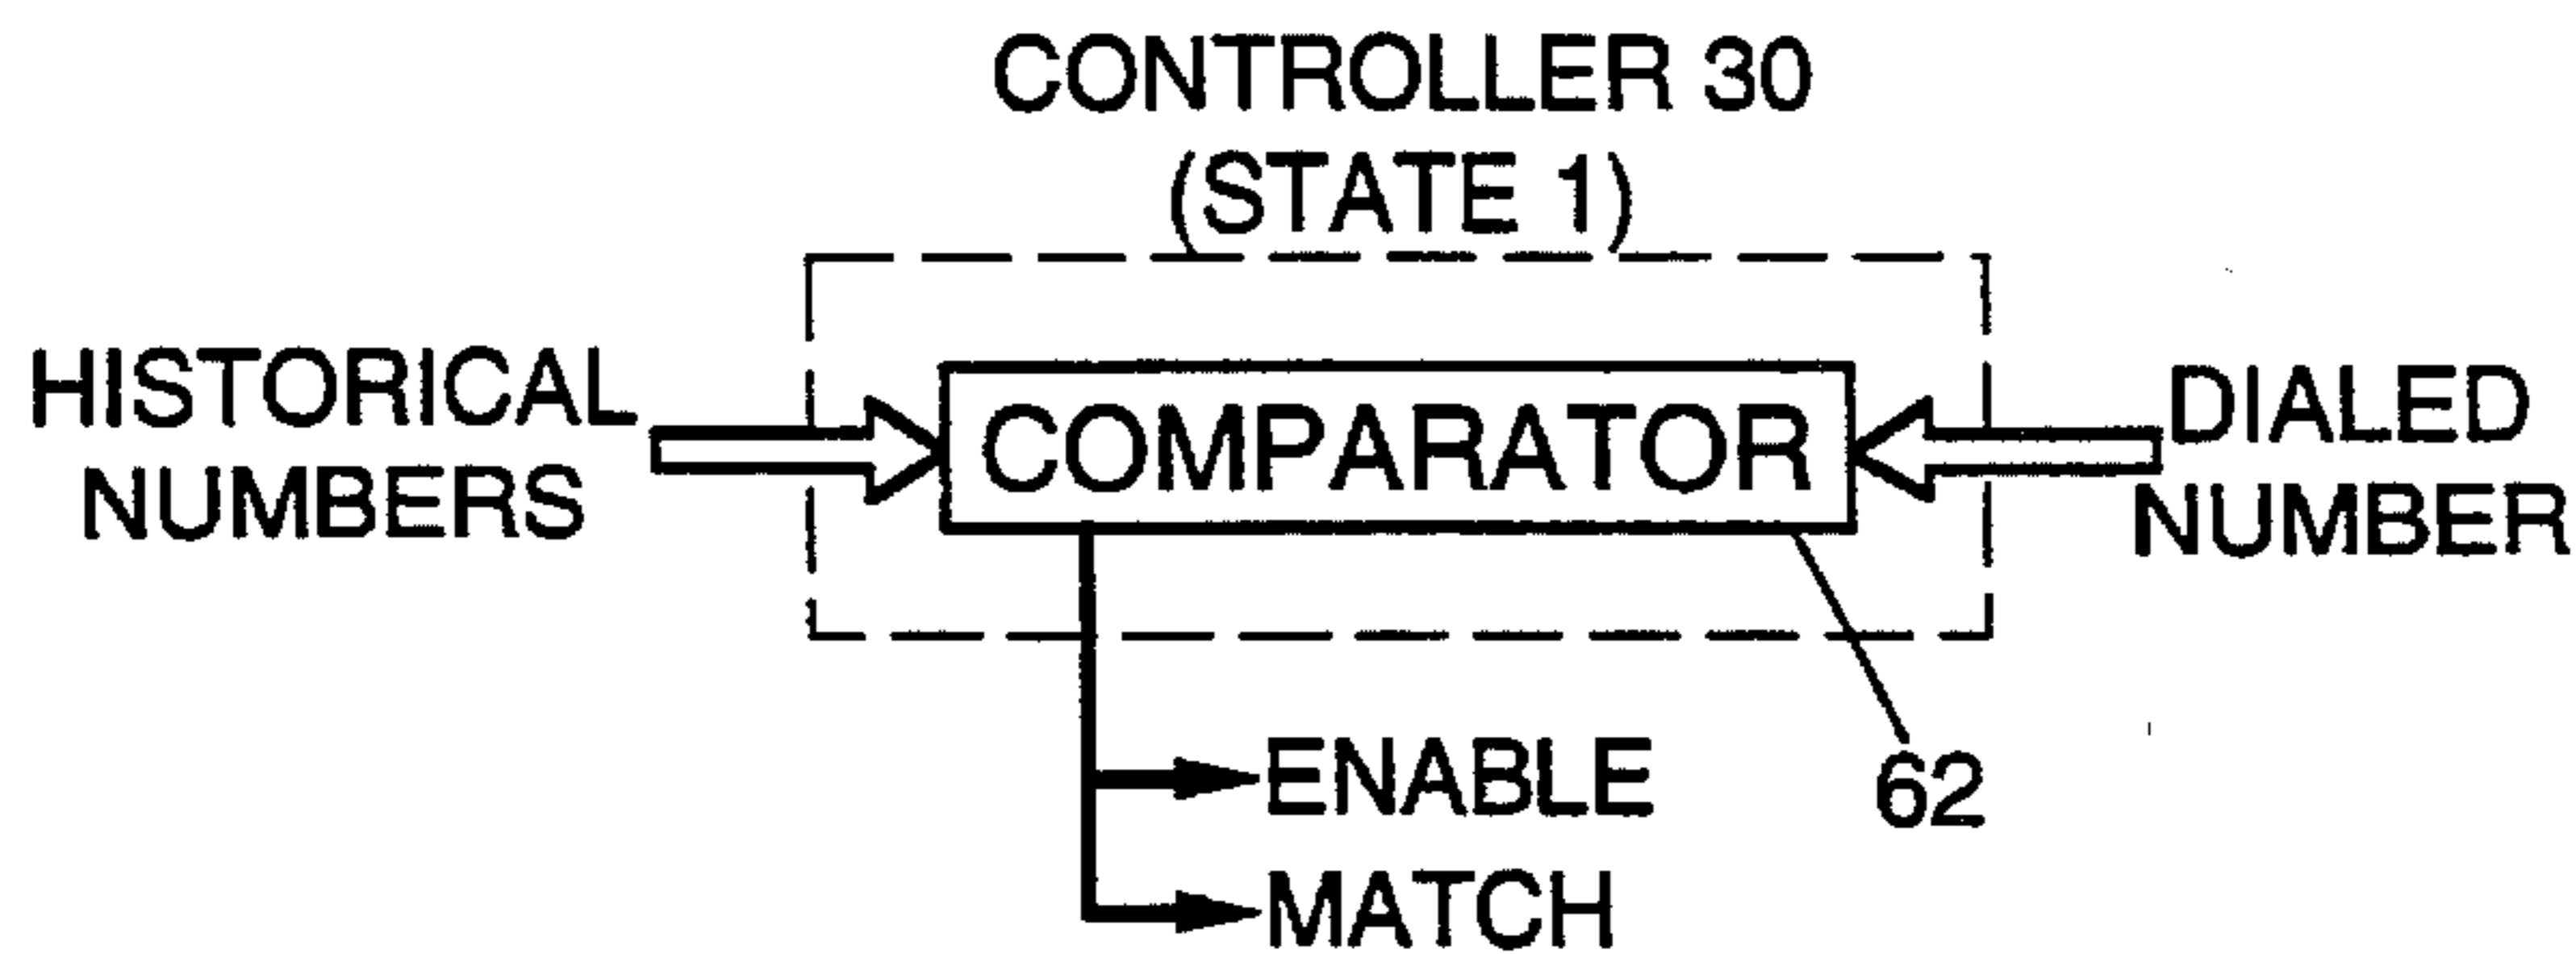 CONTROLLER 30
(STATE 1)
HISTORICAL
NUMBERS
COMPARATOR
DIALED
NUMBER
ENABLE
62
MATCH